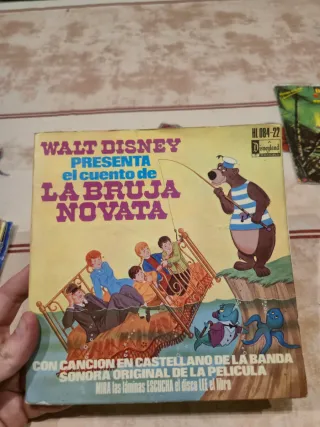 HL 084-22
Disneyland
WALT DISNEY
PRESENTA
el cuento de
LA BRUJA
NOVATA
CON CANCION EN CASTELLANO DE LA BANDA
SONORA ORIGINAL DE LA PELICULA
MIRA las láminas ESCUCHA el disco LEE el libro